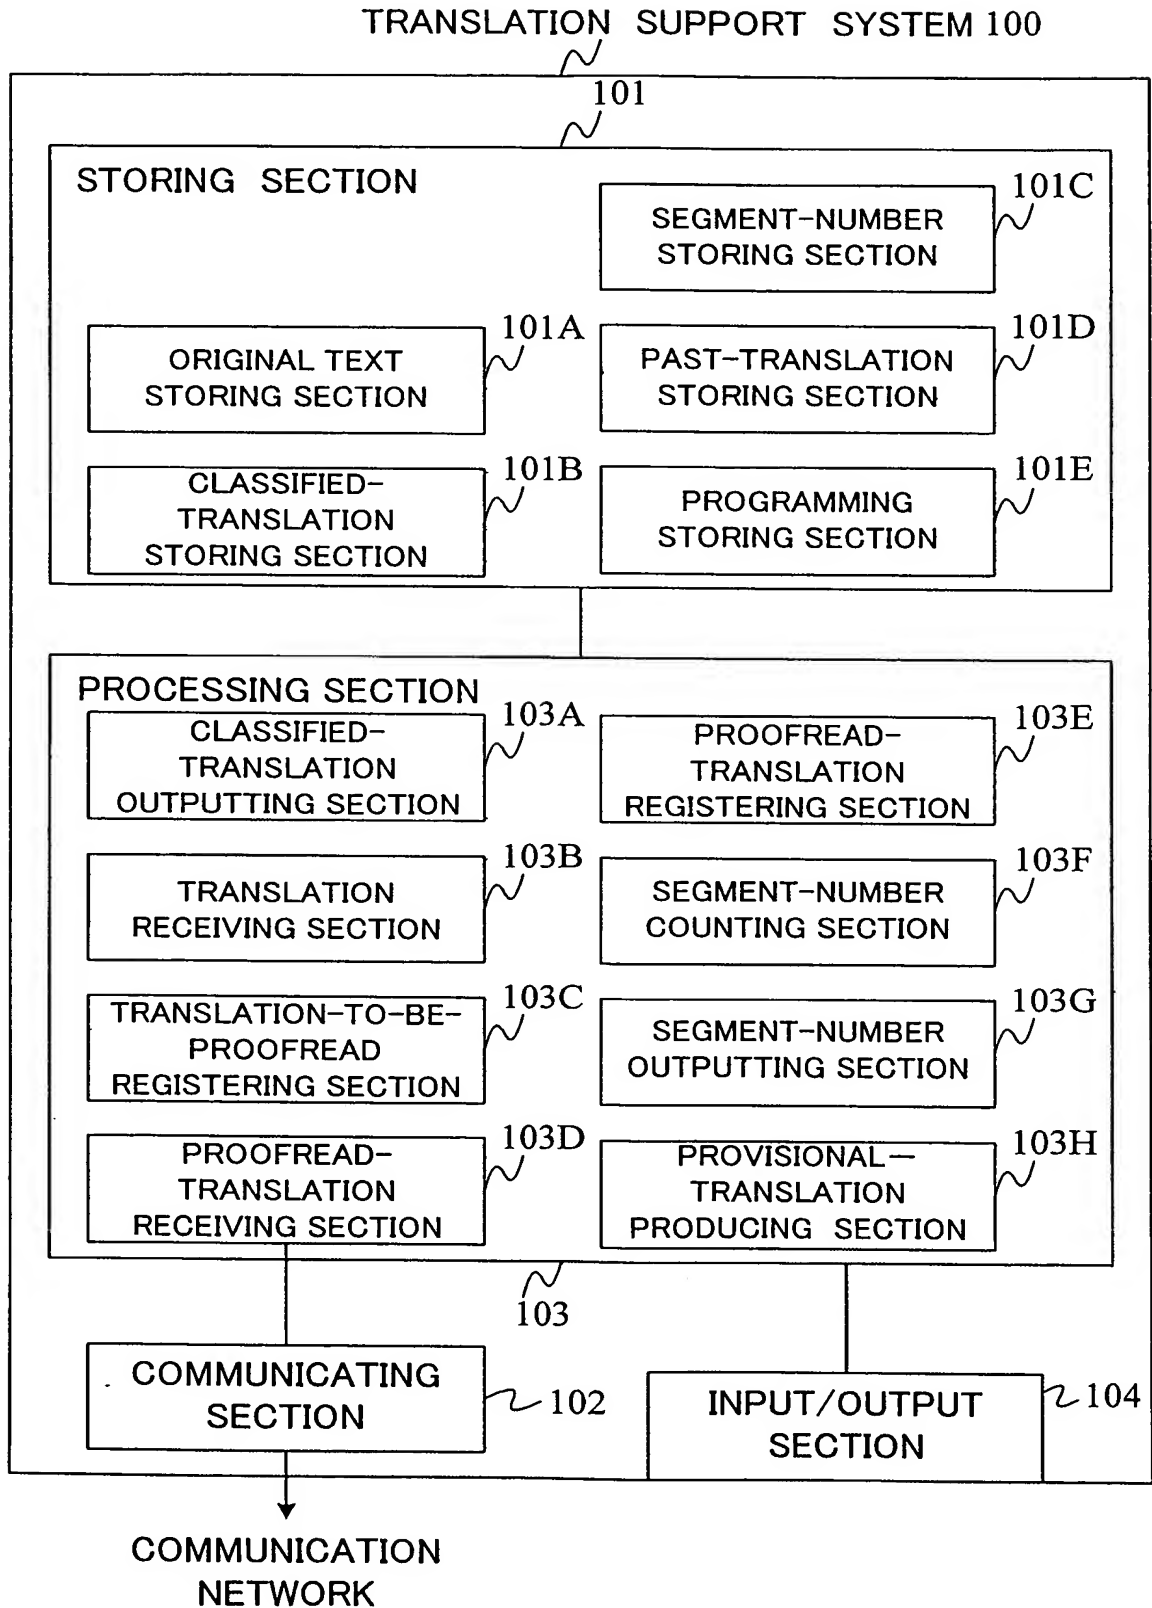 TRANSLATION SUPPORT SYSTEM 100
101
STORING SECTION
101C
SEGMENT-NUMBER
STORING SECTION
101A
ORIGINAL TEXT
STORING SECTION
101D
PAST-TRANSLATION
STORING SECTION
101B
CLASSIFIED-
TRANSLATION
STORING SECTION
101E
PROGRAMMING
STORING SECTION
PROCESSING SECTION
103A
CLASSIFIED-
TRANSLATION
OUTPUTTING SECTION
103E
PROOFREAD-
TRANSLATION
REGISTERING SECTION
103B
TRANSLATION
RECEIVING SECTION
103F
SEGMENT-NUMBER
COUNTING SECTION
103C
TRANSLATION-TO-BE-
PROOFREAD
REGISTERING SECTION
103G
SEGMENT-NUMBER
OUTPUTTING SECTION
103D
PROOFREAD-
TRANSLATION
RECEIVING SECTION
103H
PROVISIONAL-
TRANSLATION
PRODUCING SECTION
103
COMMUNICATING
SECTION
102
INPUT/OUTPUT
SECTION
104
COMMUNICATION
NETWORK